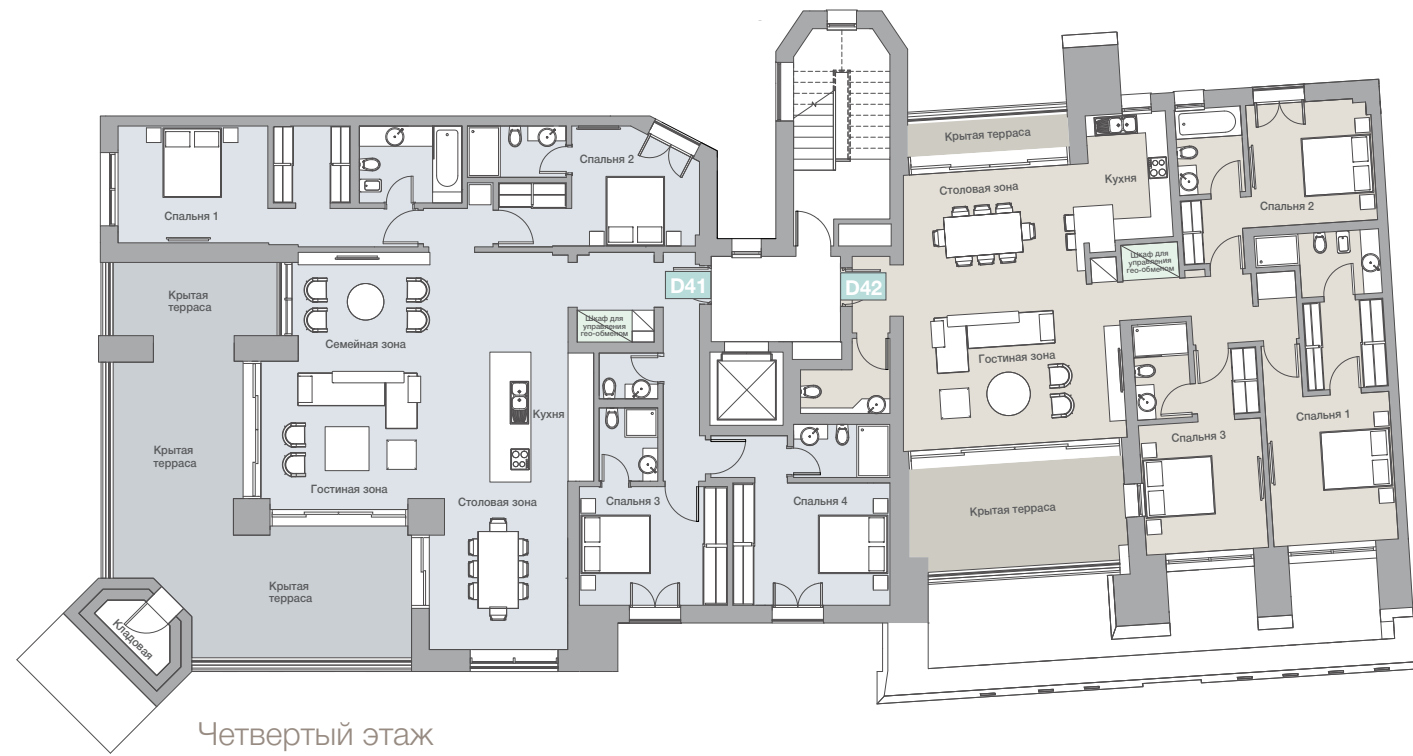 Спальня 1
Спальня 2
Крытая
терраса
Семейная зона
D41
Шкаф для
управления
гео-обменом
Крытая
терраса
Гостиная зона
Кухня
Столовая зона
Спальня 3
Спальня 4
Крытая
терраса
Кладовая
D42
Крытая терраса
Столовая зона
Кухня
Шкаф для
управления
гео-обменом
Спальня 2
Гостиная зона
Спальня 1
Спальня 3
Крытая терраса
Четвертый этаж